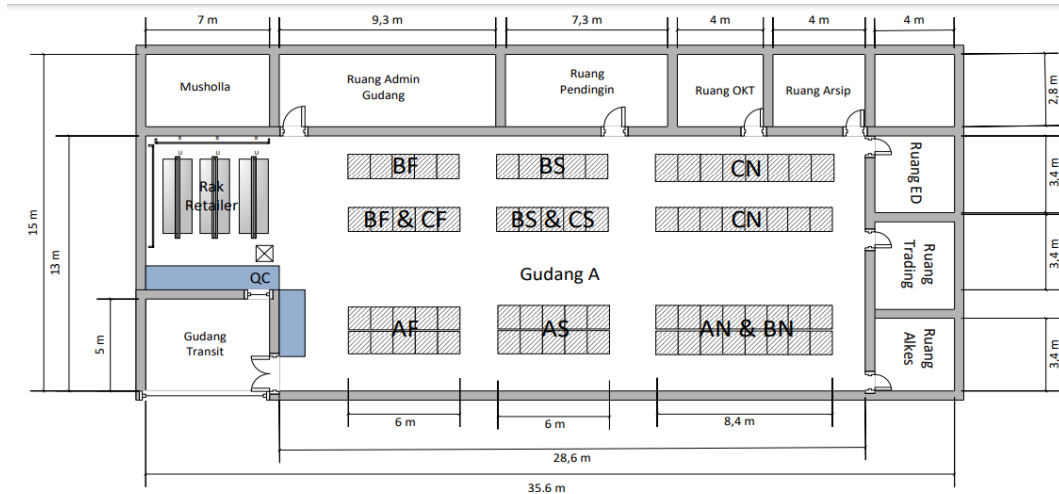 7 m
9,3 m
7,3 m
4 m
4 m
4 m
Musholla
Ruang Admin
Gudang
Ruang
Pendingin
Ruang OKT
Ruang Arsip
2,8 m
15 m
13 m
5 m
U
U
U
Rak
Retailer
BF
BS
CN
BF & CF
BS & CS
CN
Ruang ED
3,4 m
Gudang A
Ruang
Trading
3,4 m
QC
Gudang
Transit
AF
AS
AN & BN
Ruang
Alkes
3,4 m
6 m
6 m
8,4 m
28,6 m
35,6 m